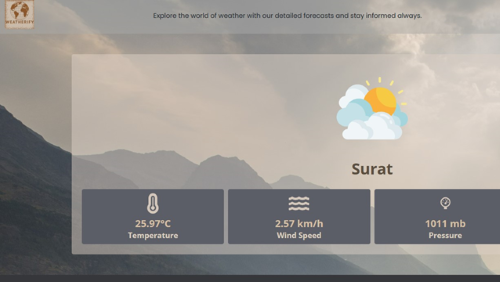 WEATHERIFY
Explore the world of weather with our detailed forecasts and stay informed always.
Surat
25.97°C
Temperature
2.57 km/h
Wind Speed
1011 mb
Pressure